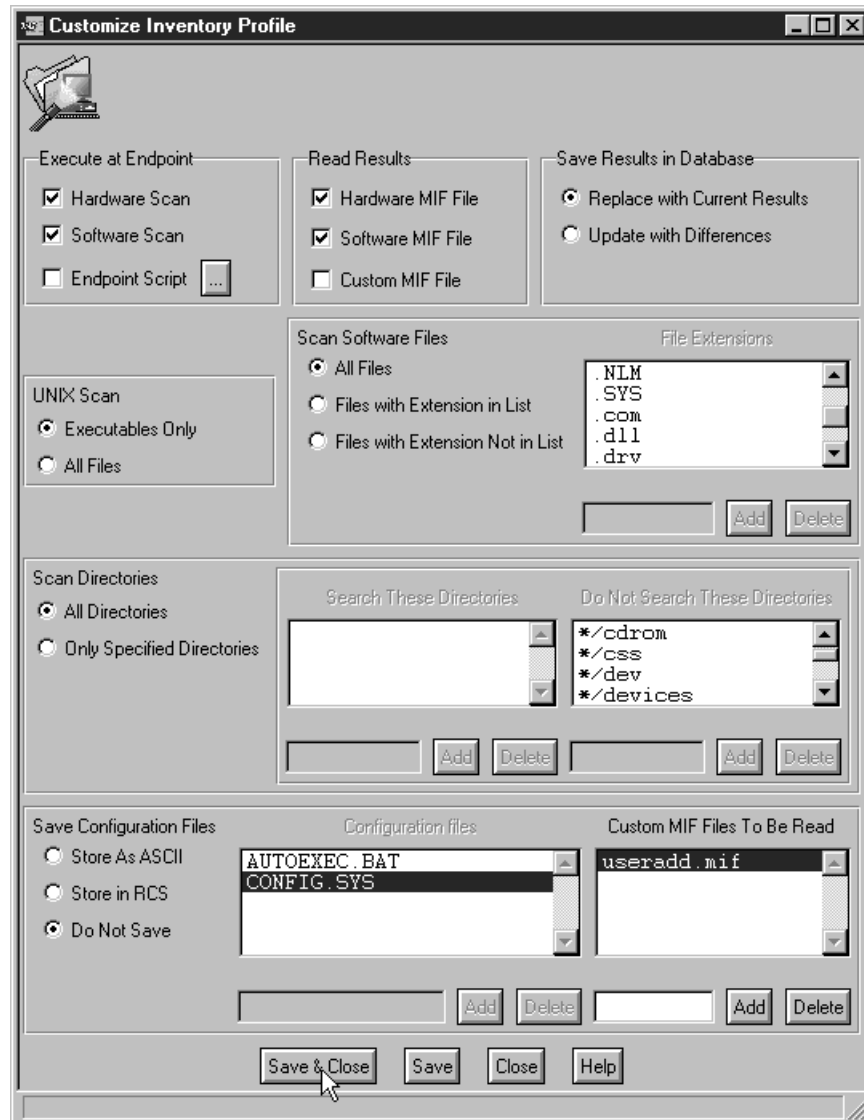 Customize Inventory Profile
Execute at Endpoint
Hardware Scan
Software Scan
Endpoint Script ...
Read Results
Hardware MIF File
Software MIF File
Custom MIF File
Save Results in Database
Replace with Current Results
Update with Differences
UNIX Scan
Executables Only
All Files
Scan Software Files
All Files
Files with Extension in List
Files with Extension Not in List
File Extensions
.NLM
.SYS
.com
.dll
.drv
Add Delete
Scan Directories
All Directories
Only Specified Directories
Search These Directories
Add Delete
Do Not Search These Directories
*/cdrom
*/css
*/dev
*/devices
Add Delete
Save Configuration Files
Store As ASCII
Store in RCS
Do Not Save
Configuration files
AUTOEXEC.BAT
CONFIG.SYS
Add Delete
Custom MIF Files To Be Read
useradd.mif
Add Delete
Save & Close Save Close Help